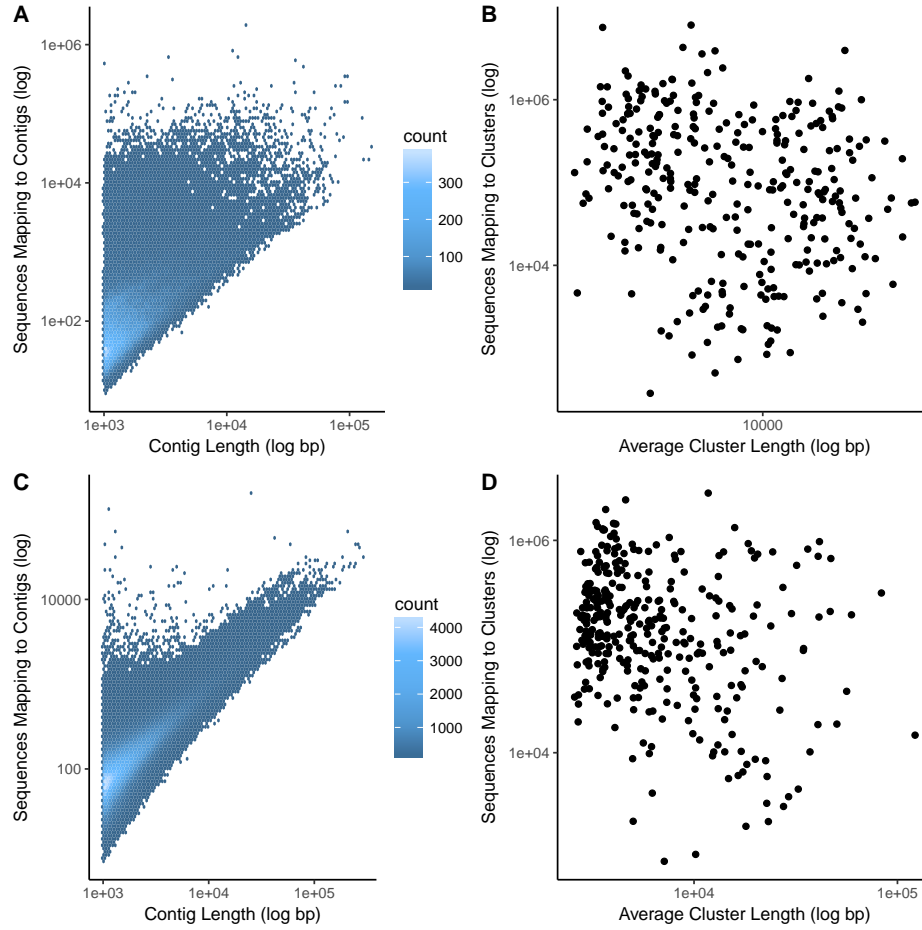 A
Sequences Mapping to Contigs (log)
1e+06
1e+04
1e+02
1e+03
1e+04
1e+05
Contig Length (log bp)
count
300
200
100
B
Sequences Mapping to Clusters (log)
1e+06
1e+04
10000
Average Cluster Length (log bp)
C
Sequences Mapping to Contigs (log)
10000
100
1e+03
1e+04
1e+05
Contig Length (log bp)
count
4000
3000
2000
1000
D
Sequences Mapping to Clusters (log)
1e+06
1e+04
1e+04
1e+05
Average Cluster Length (log bp)